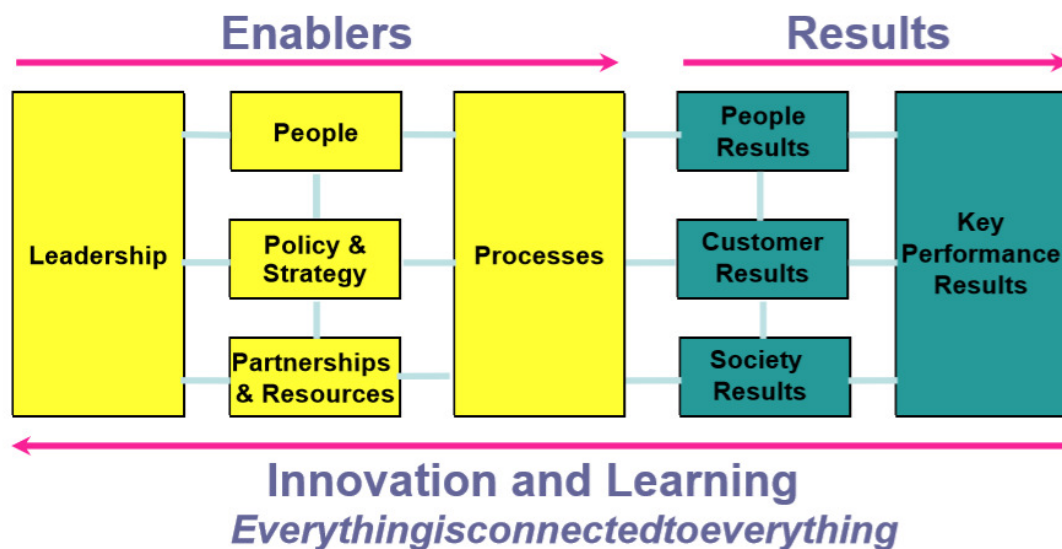 Enablers
Results
Leadership
People
Policy &
Strategy
Partnerships
& Resources
Processes
People
Results
Customer
Results
Society
Results
Key
Performance
Results
Innovation and Learning
Everythingisconnectedtoeverything